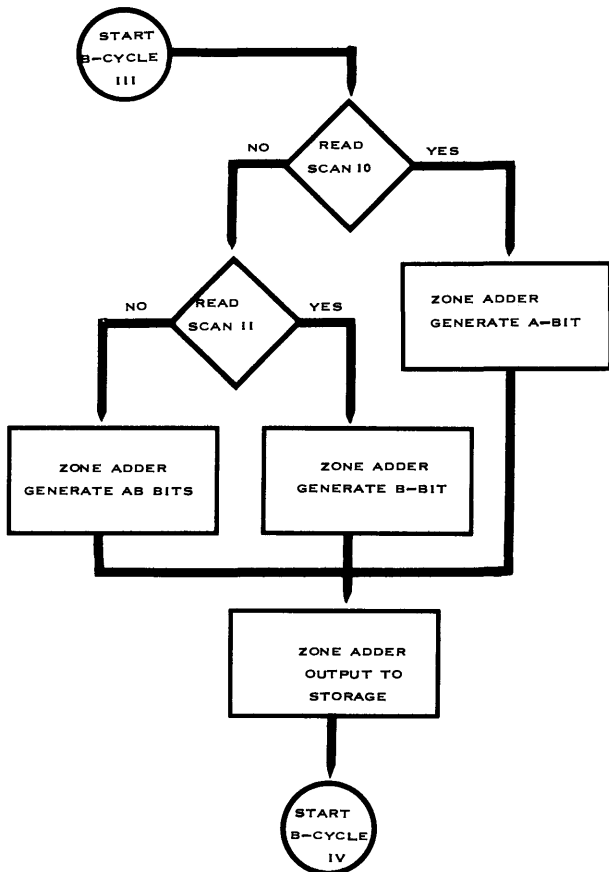 START
B-CYCLE
III
READ
SCAN 10
NO
YES
ZONE ADDER
GENERATE A-BIT
READ
SCAN 11
NO
YES
ZONE ADDER
GENERATE AB BITS
ZONE ADDER
GENERATE B-BIT
ZONE ADDER
OUTPUT TO
STORAGE
START
B-CYCLE
IV